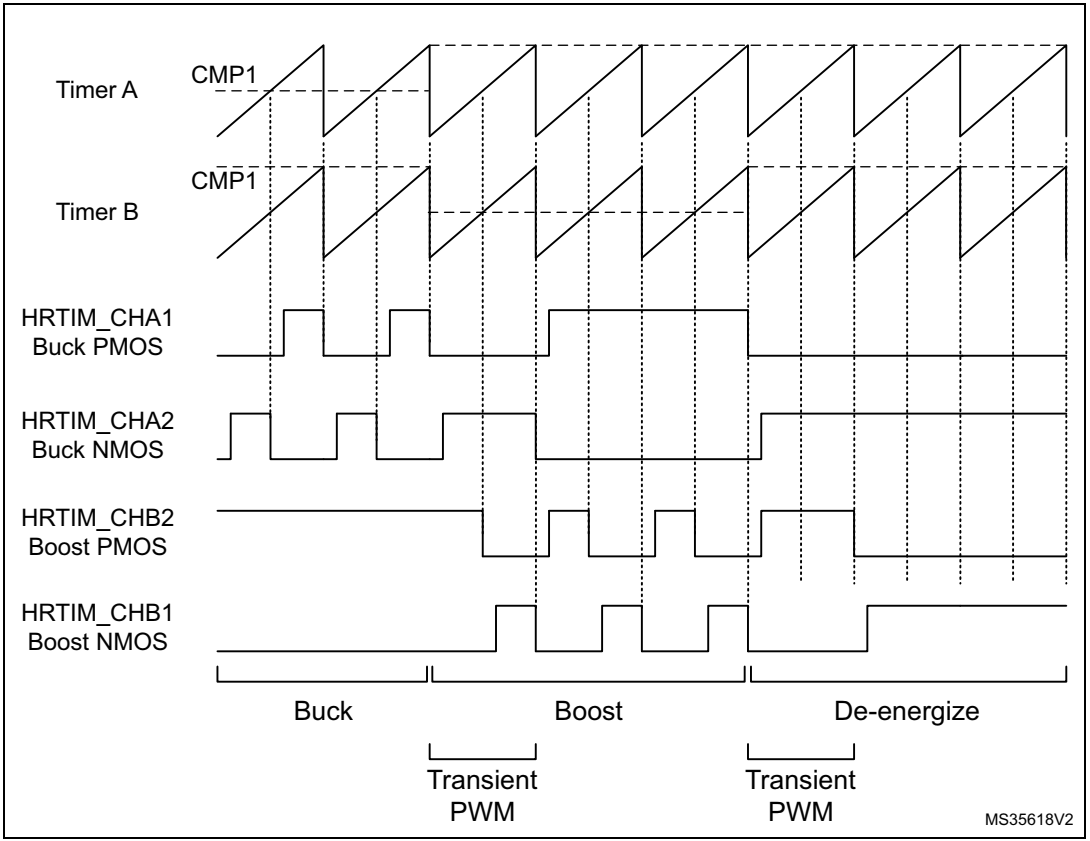 CMP1
Timer A
CMP1
Timer B
HRTIM_CHA1
Buck PMOS
HRTIM_CHA2
Buck NMOS
HRTIM_CHB2
Boost PMOS
HRTIM_CHB1
Boost NMOS
Buck
Boost
De-energize
Transient
PWM
Transient
PWM
MS35618V2